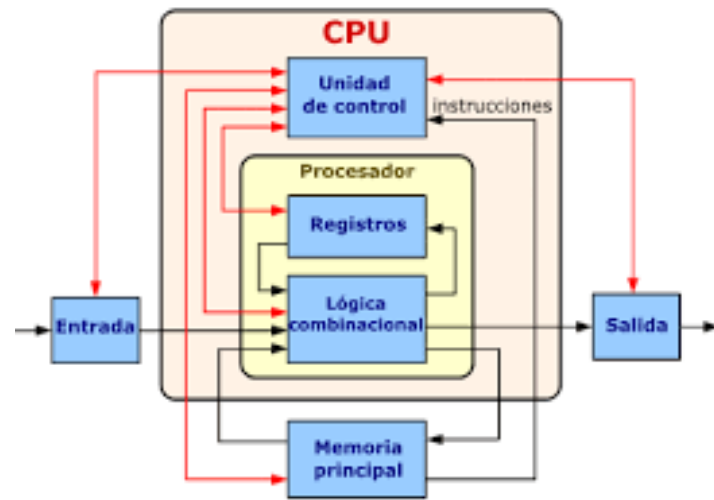 CPU
Unidad
de control
instrucciones
Procesador
Registros
Lógica
combinacional
Entrada
Salida
Memoria
principal